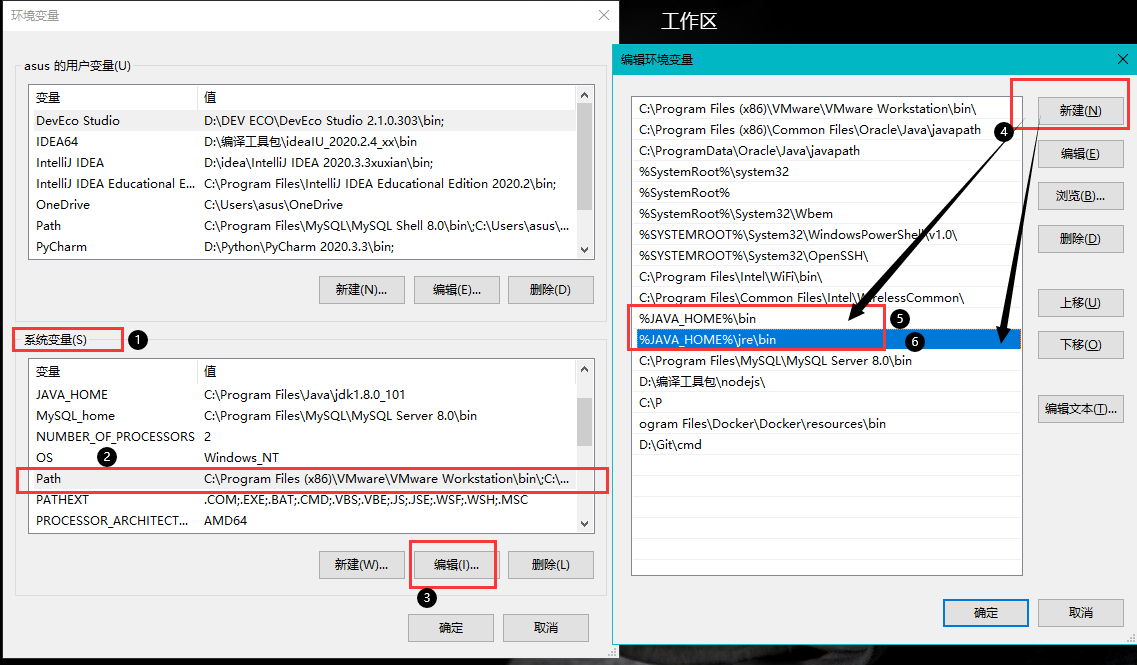 环境变量
工作区
asus 的用户变量(U)
变量 值
DevEco Studio D:\DEV ECO\DevEco Studio 2.1.0.303\bin;
IDEA64 D:\编译工具包\ideaIU_2020.2.4_xx\bin
IntelliJ IDEA D:\idea\IntelliJ IDEA 2020.3.3xuxian\bin;
IntelliJ IDEA Educational E... C:\Program Files\IntelliJ IDEA Educational Edition 2020.2\bin;
OneDrive C:\Users\asus\OneDrive
Path C:\Program Files\MySQL\MySQL Shell 8.0\bin\;C:\Users\asus\...
PyCharm D:\Python\PyCharm 2020.3.3\bin;
新建(N)... 编辑(E)... 删除(D)
系统变量(S) 1
变量 值
JAVA_HOME C:\Program Files\Java\jdk1.8.0_101
MySQL_home C:\Program Files\MySQL\MySQL Server 8.0\bin
NUMBER_OF_PROCESSORS 2
OS 2 Windows_NT
Path C:\Program Files (x86)\VMware\VMware Workstation\bin\;C:\...
PATHEXT .COM;.EXE;.BAT;.CMD;.VBS;.VBE;.JS;.JSE;.WSF;.WSH;.MSC
PROCESSOR_ARCHITECT... AMD64
新建(W)... 编辑(I)... 删除(L)
3
确定 取消
编辑环境变量
C:\Program Files (x86)\VMware\VMware Workstation\bin\
C:\Program Files (x86)\Common Files\Oracle\Java\javapath
C:\ProgramData\Oracle\Java\javapath
%SystemRoot%\system32
%SystemRoot%
%SystemRoot%\System32\Wbem
%SYSTEMROOT%\System32\WindowsPowerShell\v1.0\
%SYSTEMROOT%\System32\OpenSSH\
C:\Program Files\Intel\WiFi\bin\
C:\Program Files\Common Files\Intel\WirelessCommon\
%JAVA_HOME%\bin 5
%JAVA_HOME%\jre\bin 6
C:\Program Files\MySQL\MySQL Server 8.0\bin
D:\编译工具包\nodejs\
C:\P
ogram Files\Docker\Docker\resources\bin
D:\Git\cmd
新建(N)
4
编辑(E)
浏览(B)...
删除(D)
上移(U)
下移(O)
编辑文本(T)...
确定 取消